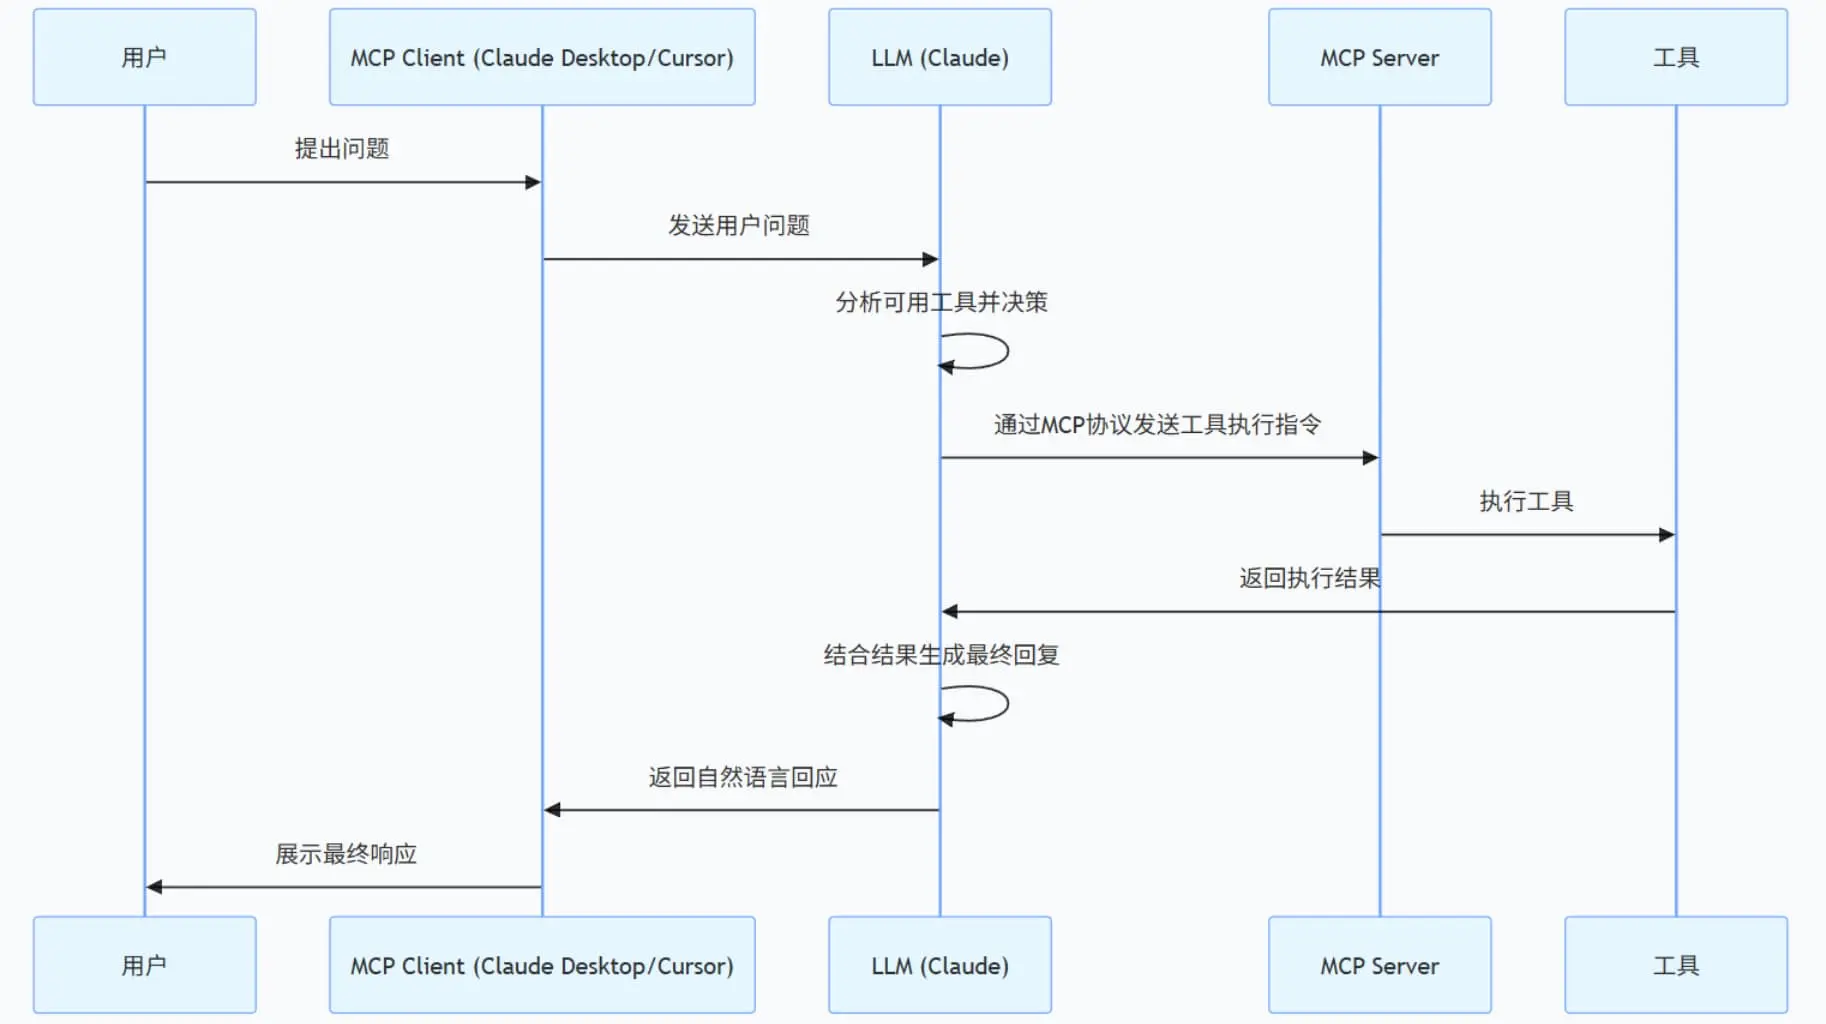 用户
MCP Client (Claude Desktop/Cursor)
LLM (Claude)
MCP Server
工具
提出问题
发送用户问题
分析可用工具并决策
通过MCP协议发送工具执行指令
执行工具
返回执行结果
结合结果生成最终回复
返回自然语言回应
展示最终响应
用户
MCP Client (Claude Desktop/Cursor)
LLM (Claude)
MCP Server
工具